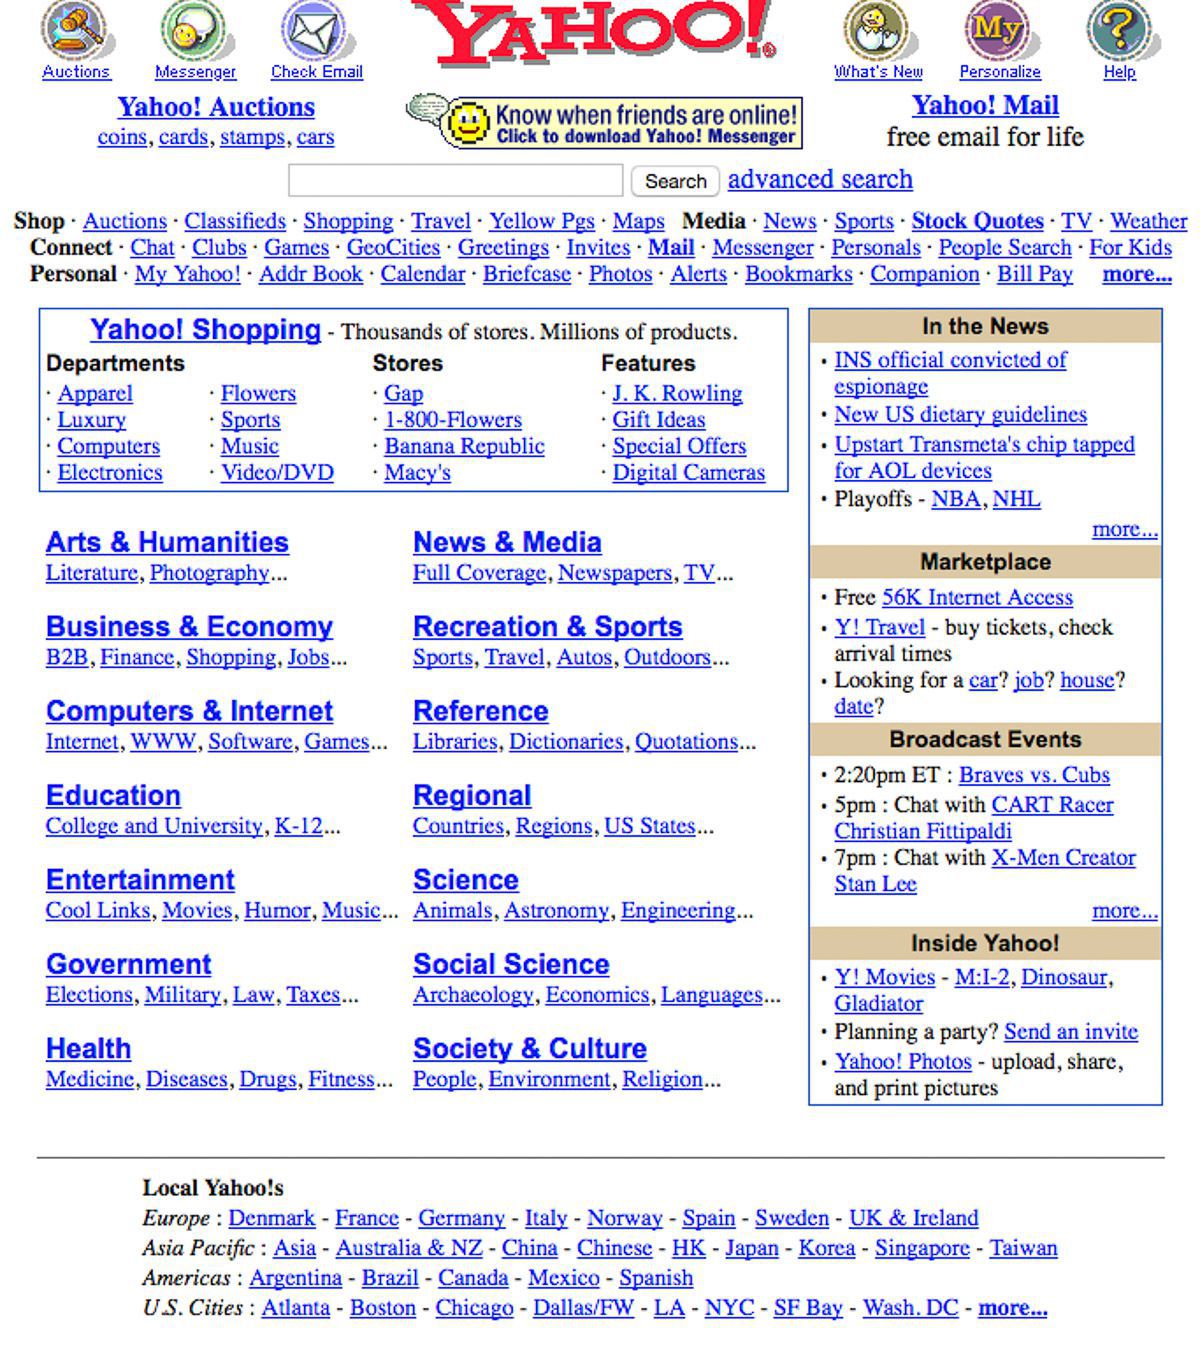 YAHOO!®
My
?
Auctions Messenger Check Email What's New Personalize Help
Yahoo! Auctions
coins, cards, stamps, cars
Know when friends are online!
Click to download Yahoo! Messenger
Yahoo! Mail
free email for life
Search advanced search
Shop · Auctions · Classifieds · Shopping · Travel · Yellow Pgs · Maps Media · News · Sports · Stock Quotes · TV · Weather
Connect · Chat · Clubs · Games · GeoCities · Greetings · Invites · Mail · Messenger · Personals · People Search · For Kids
Personal · My Yahoo! · Addr Book · Calendar · Briefcase · Photos · Alerts · Bookmarks · Companion · Bill Pay more...
Yahoo! Shopping - Thousands of stores. Millions of products.
Departments Stores Features
· Apparel · Flowers · Gap · J. K. Rowling
· Luxury · Sports · 1-800-Flowers · Gift Ideas
· Computers · Music · Banana Republic · Special Offers
· Electronics · Video/DVD · Macy's · Digital Cameras
Arts & Humanities
Literature, Photography...
News & Media
Full Coverage, Newspapers, TV...
Business & Economy
B2B, Finance, Shopping, Jobs...
Recreation & Sports
Sports, Travel, Autos, Outdoors...
Computers & Internet
Internet, WWW, Software, Games...
Reference
Libraries, Dictionaries, Quotations...
Education
College and University, K-12...
Regional
Countries, Regions, US States...
Entertainment
Cool Links, Movies, Humor, Music...
Science
Animals, Astronomy, Engineering...
Government
Elections, Military, Law, Taxes...
Social Science
Archaeology, Economics, Languages...
Health
Medicine, Diseases, Drugs, Fitness...
Society & Culture
People, Environment, Religion...
In the News
· INS official convicted of
espionage
· New US dietary guidelines
· Upstart Transmeta's chip tapped
for AOL devices
· Playoffs - NBA, NHL
more...
Marketplace
· Free 56K Internet Access
· Y! Travel - buy tickets, check
arrival times
· Looking for a car? job? house?
date?
Broadcast Events
· 2:20pm ET : Braves vs. Cubs
· 5pm : Chat with CART Racer
Christian Fittipaldi
· 7pm : Chat with X-Men Creator
Stan Lee
more...
Inside Yahoo!
· Y! Movies - M:I-2, Dinosaur,
Gladiator
· Planning a party? Send an invite
· Yahoo! Photos - upload, share,
and print pictures
Local Yahoo!s
Europe : Denmark - France - Germany - Italy - Norway - Spain - Sweden - UK & Ireland
Asia Pacific : Asia - Australia & NZ - China - Chinese - HK - Japan - Korea - Singapore - Taiwan
Americas : Argentina - Brazil - Canada - Mexico - Spanish
U.S. Cities : Atlanta - Boston - Chicago - Dallas/FW - LA - NYC - SF Bay - Wash. DC - more...